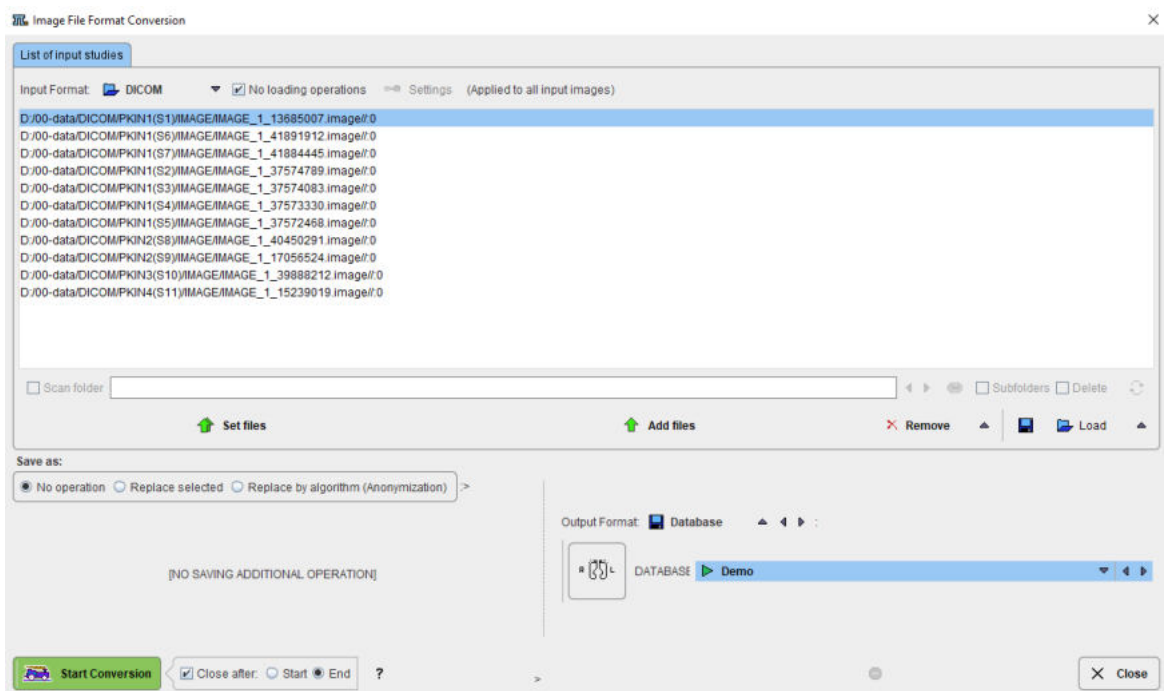 Image File Format Conversion
List of input studies
Input Format: DICOM No loading operations Settings (Applied to all input images)
D:/00-data/DICOM/PKIN1(S1)/IMAGE/IMAGE_1_13685007.image//:0
D:/00-data/DICOM/PKIN1(S6)/IMAGE/IMAGE_1_41891912.image//:0
D:/00-data/DICOM/PKIN1(S7)/IMAGE/IMAGE_1_41884445.image//:0
D:/00-data/DICOM/PKIN1(S2)/IMAGE/IMAGE_1_37574789.image//:0
D:/00-data/DICOM/PKIN1(S3)/IMAGE/IMAGE_1_37574083.image//:0
D:/00-data/DICOM/PKIN1(S4)/IMAGE/IMAGE_1_37573330.image//:0
D:/00-data/DICOM/PKIN1(S5)/IMAGE/IMAGE_1_37572468.image//:0
D:/00-data/DICOM/PKIN2(S8)/IMAGE/IMAGE_1_40450291.image//:0
D:/00-data/DICOM/PKIN2(S9)/IMAGE/IMAGE_1_17056524.image//:0
D:/00-data/DICOM/PKIN3(S10)/IMAGE/IMAGE_1_39888212.image//:0
D:/00-data/DICOM/PKIN4(S11)/IMAGE/IMAGE_1_15239019.image//:0
Scan folder Subfolders Delete
Set files Add files Remove Load
Save as:
No operation Replace selected Replace by algorithm (Anonymization) :>
Output Format: Database :
[NO SAVING ADDITIONAL OPERATION]
R L DATABASE Demo
Start Conversion Close after: Start End ? > Close